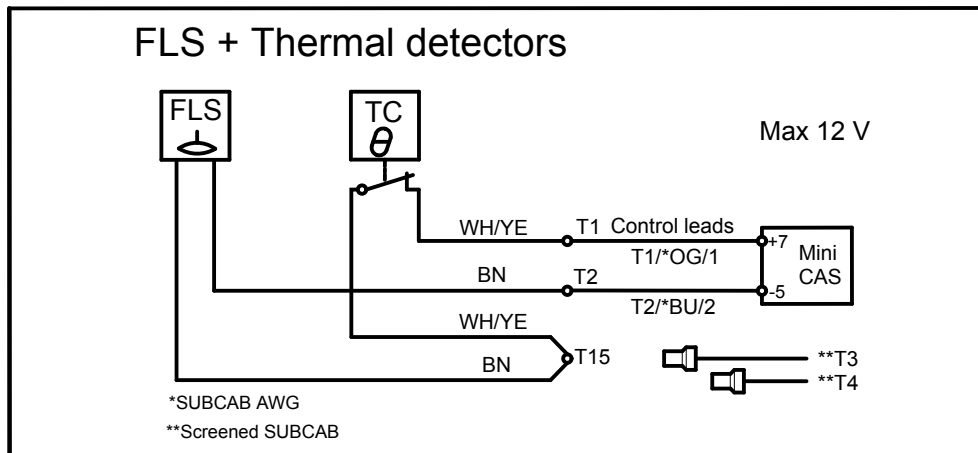 FLS + Thermal detectors
FLS
TC
Max 12 V
WH/YE
T1
Control leads
+7
T1/*OG/1
Mini
CAS
BN
T2
-5
T2/*BU/2
WH/YE
T15
BN
**T3
**T4
*SUBCAB AWG
**Screened SUBCAB